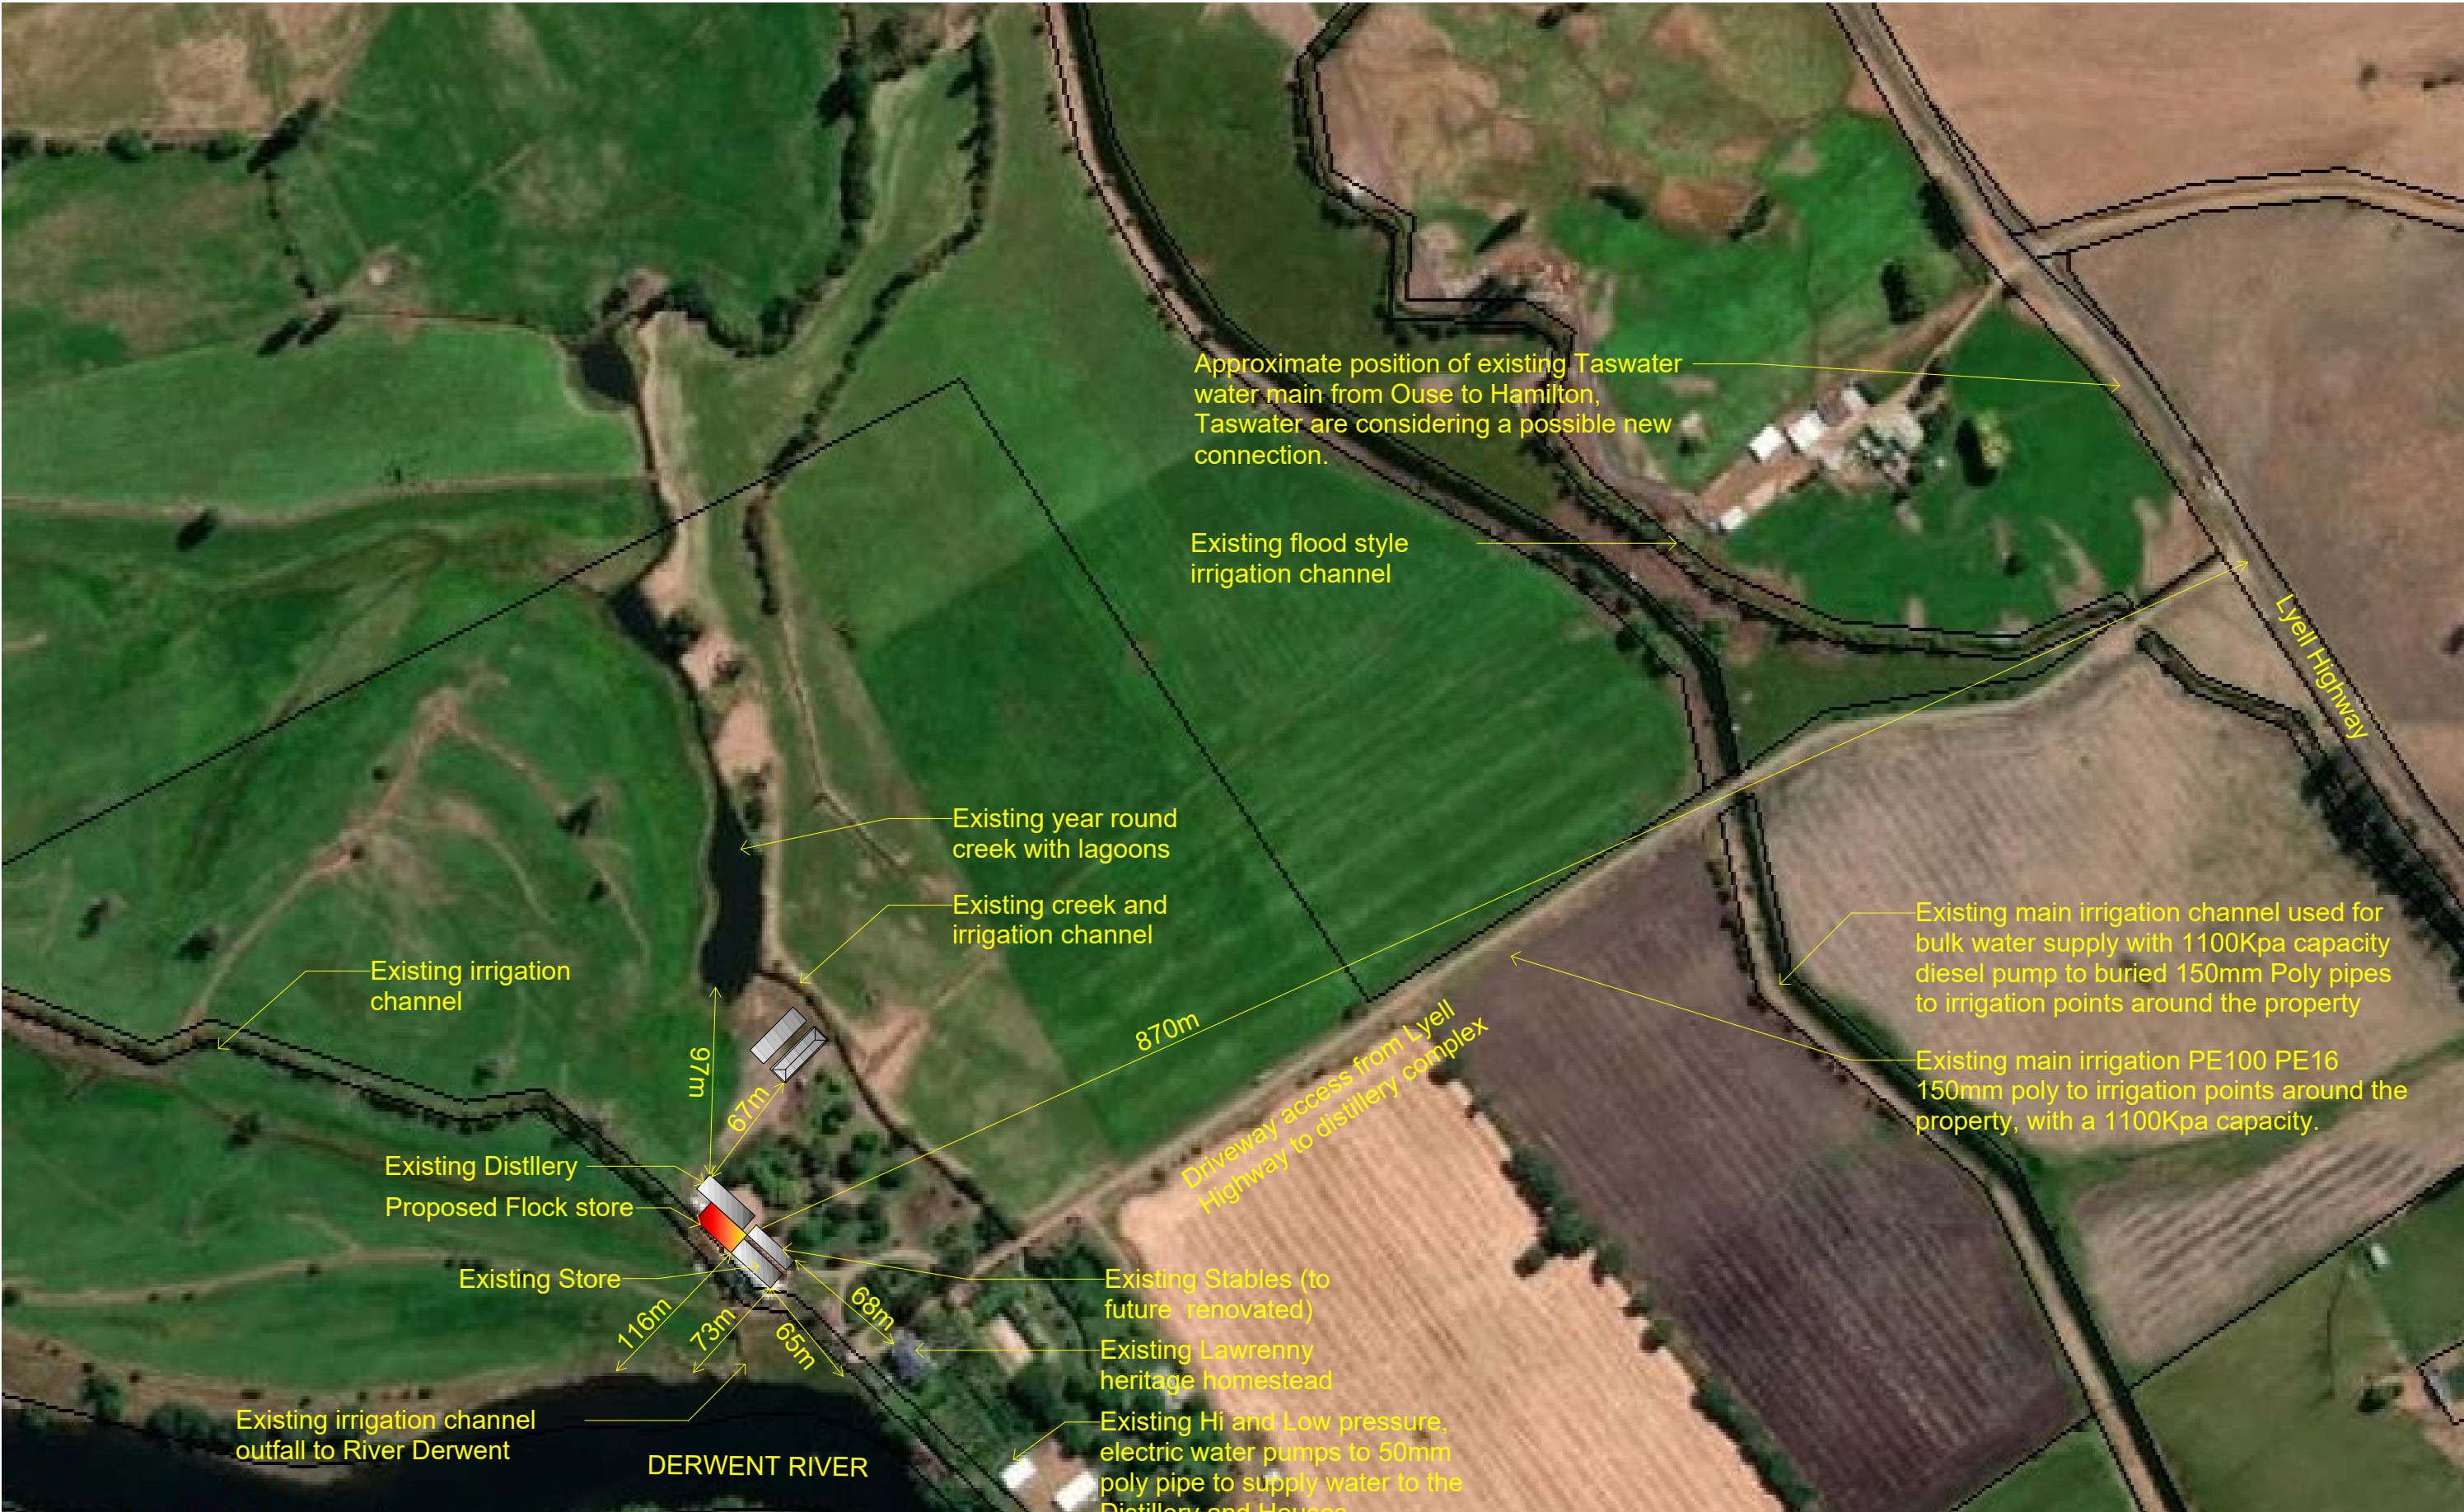 Approximate position of existing Taswater
water main from Ouse to Hamilton,
Taswater are considering a possible new
connection.
Existing flood style
irrigation channel
Lyell Highway
Existing year round
creek with lagoons
Existing creek and
irrigation channel
Existing main irrigation channel used for
bulk water supply with 1100Kpa capacity
diesel pump to buried 150mm Poly pipes
to irrigation points around the property
Existing irrigation
channel
870m
Driveway access from Lyell
Highway to distillery complex
Existing main irrigation PE100 PE16
150mm poly to irrigation points around the
property, with a 1100Kpa capacity.
97m
67m
Existing Distllery
Proposed Flock store
Existing Store
Existing Stables (to
future renovated)
116m
73m
65m
68m
Existing Lawrenny
heritage homestead
Existing irrigation channel
outfall to River Derwent
DERWENT RIVER
Existing Hi and Low pressure,
electric water pumps to 50mm
poly pipe to supply water to the
Distillery and Houses